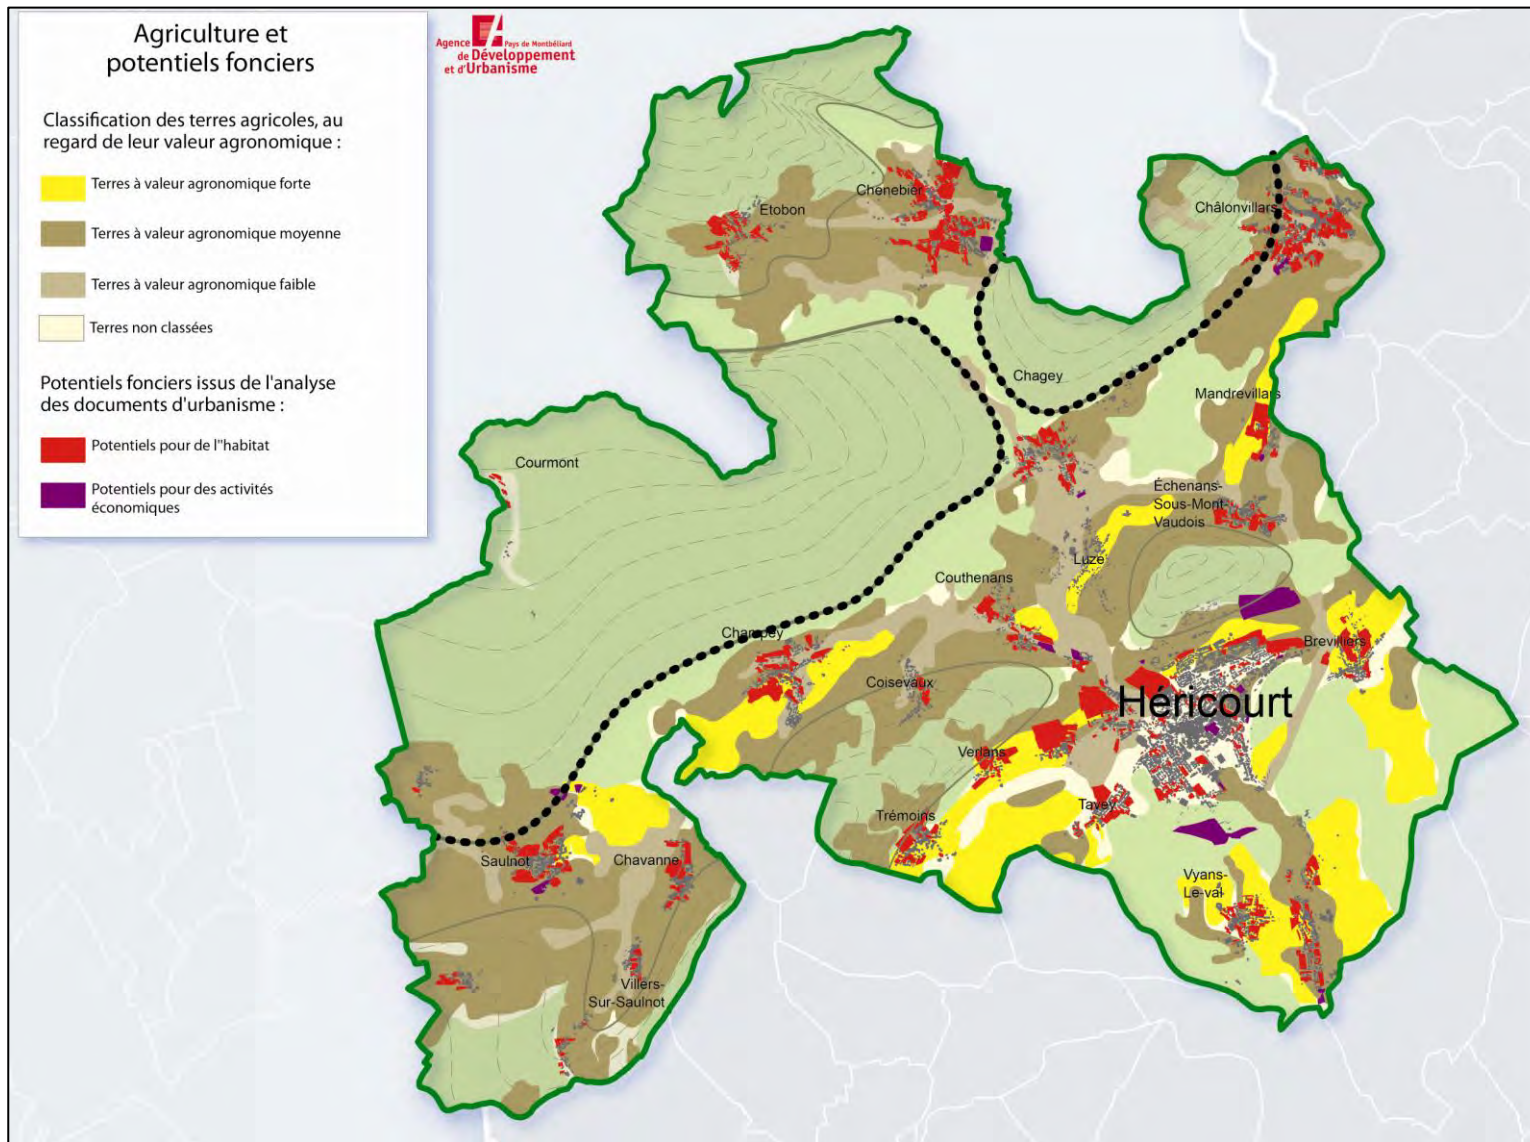 Agriculture et
potentiels fonciers
Classification des terres agricoles, au
regard de leur valeur agronomique :
Terres à valeur agronomique forte
Terres à valeur agronomique moyenne
Terres à valeur agronomique faible
Terres non classées
Potentiels fonciers issus de l'analyse
des documents d'urbanisme :
Potentiels pour de l"habitat
Potentiels pour des activités
économiques
Agence Pays de Montbéliard
de Développement
et d'Urbanisme
Chenebier
Etobon
Châlonvillars
Chagey
Mandrevillars
Courmont
Échenans-
Sous-Mont-
Vaudois
Luze
Couthenans
Champey
Brevilliers
Coisevaux
Héricourt
Verlans
Tavey
Trémoins
Saulnot
Chavanne
Vyans-
Le-val
Villers-
Sur-Saulnot